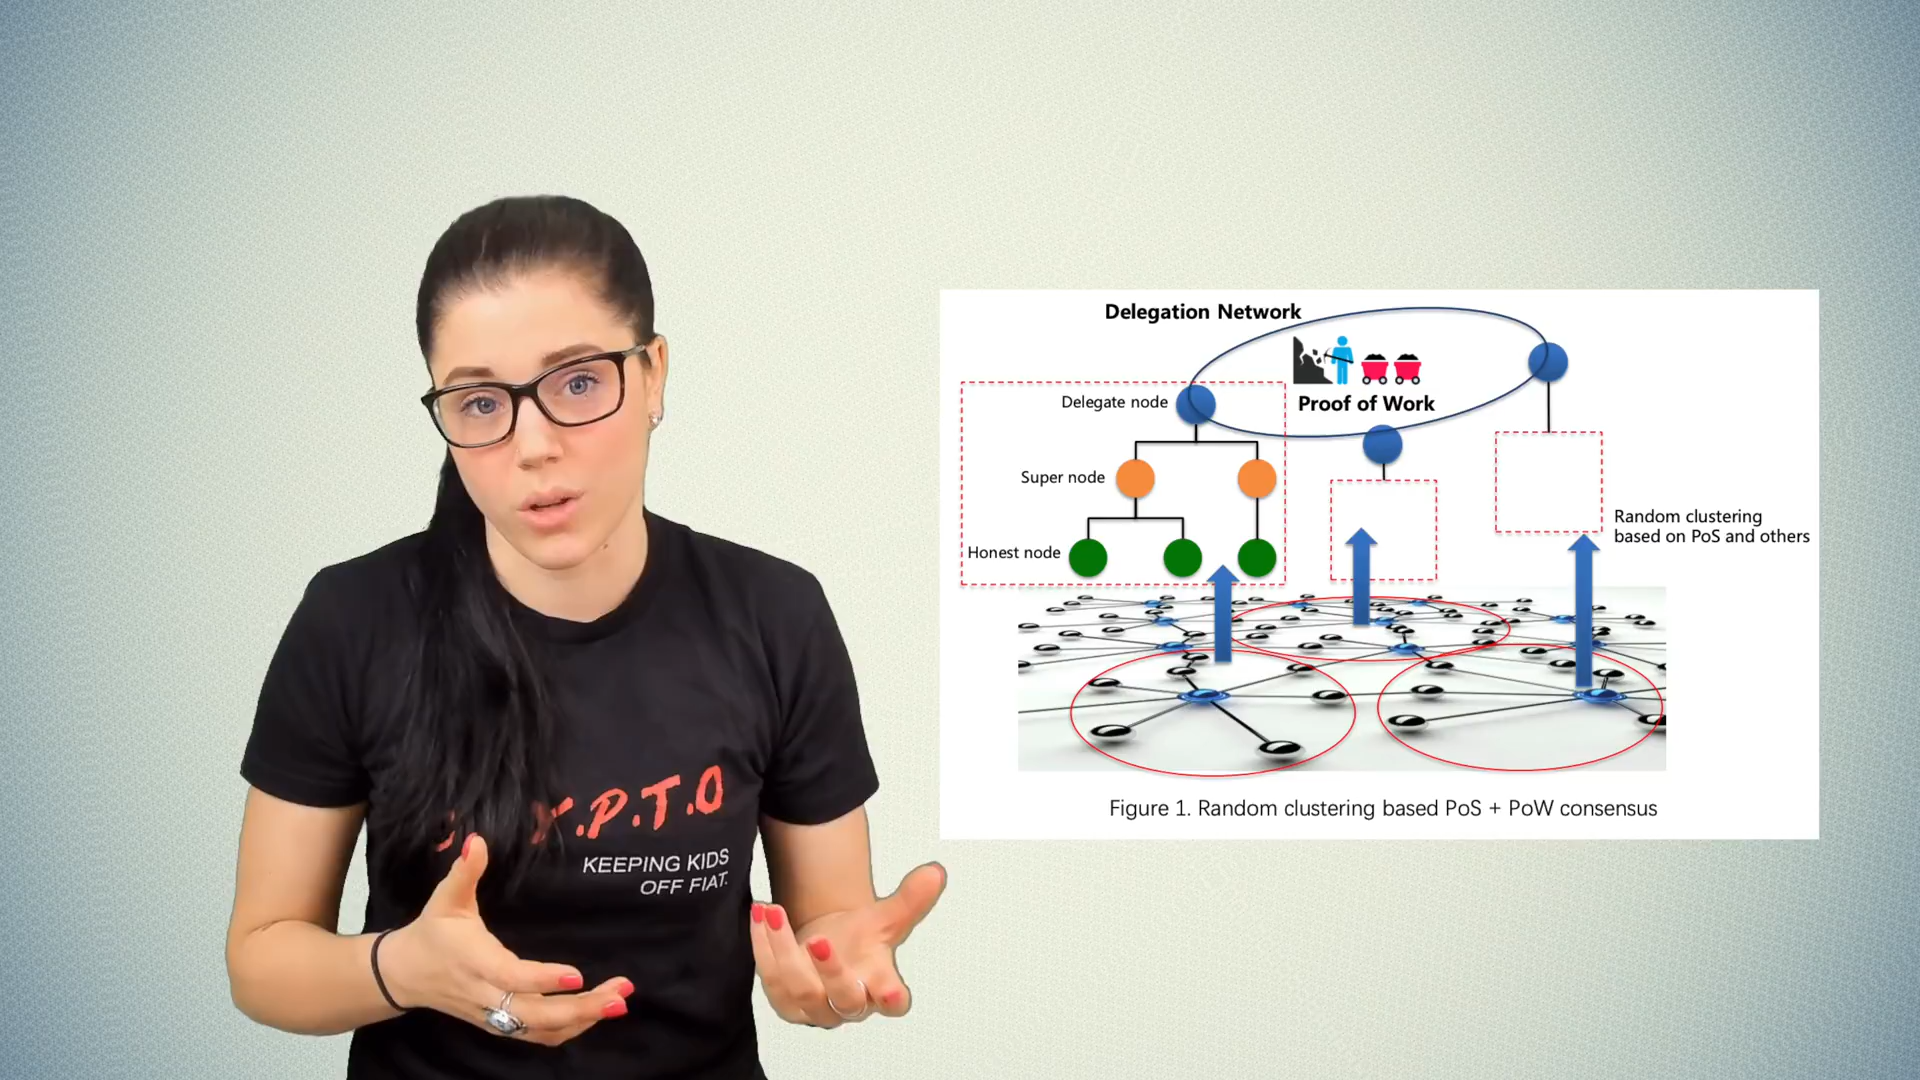 Delegation Network
Proof of Work
Delegate node
Super node
Honest node
Random clustering
based on PoS and others
Figure 1. Random clustering based PoS + PoW consensus
Y.P.T.O
KEEPING KIDS
OFF FIAT.